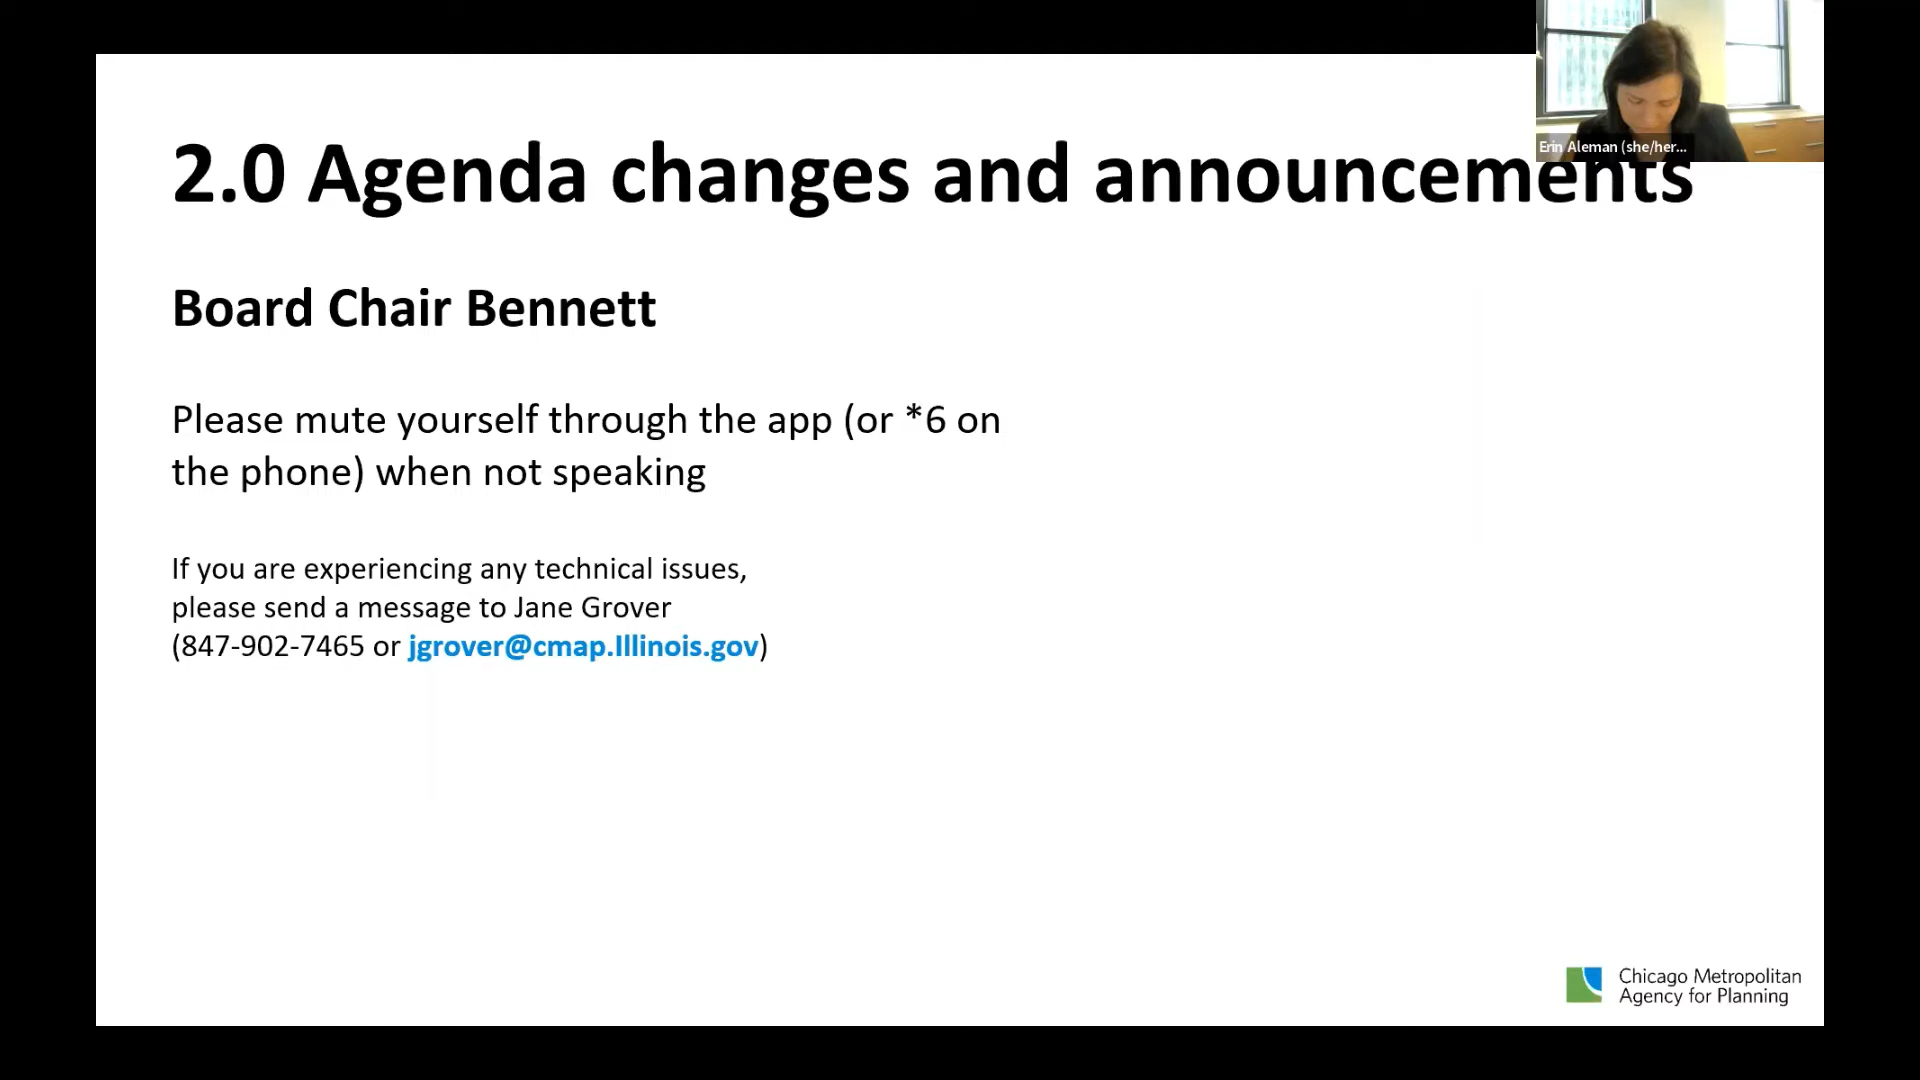 Erin Aleman (she/her...
2.0 Agenda changes and announcements
Board Chair Bennett
Please mute yourself through the app (or *6 on
the phone) when not speaking
If you are experiencing any technical issues,
please send a message to Jane Grover
(847-902-7465 or jgrover@cmap.Illinois.gov)
Chicago Metropolitan
Agency for Planning